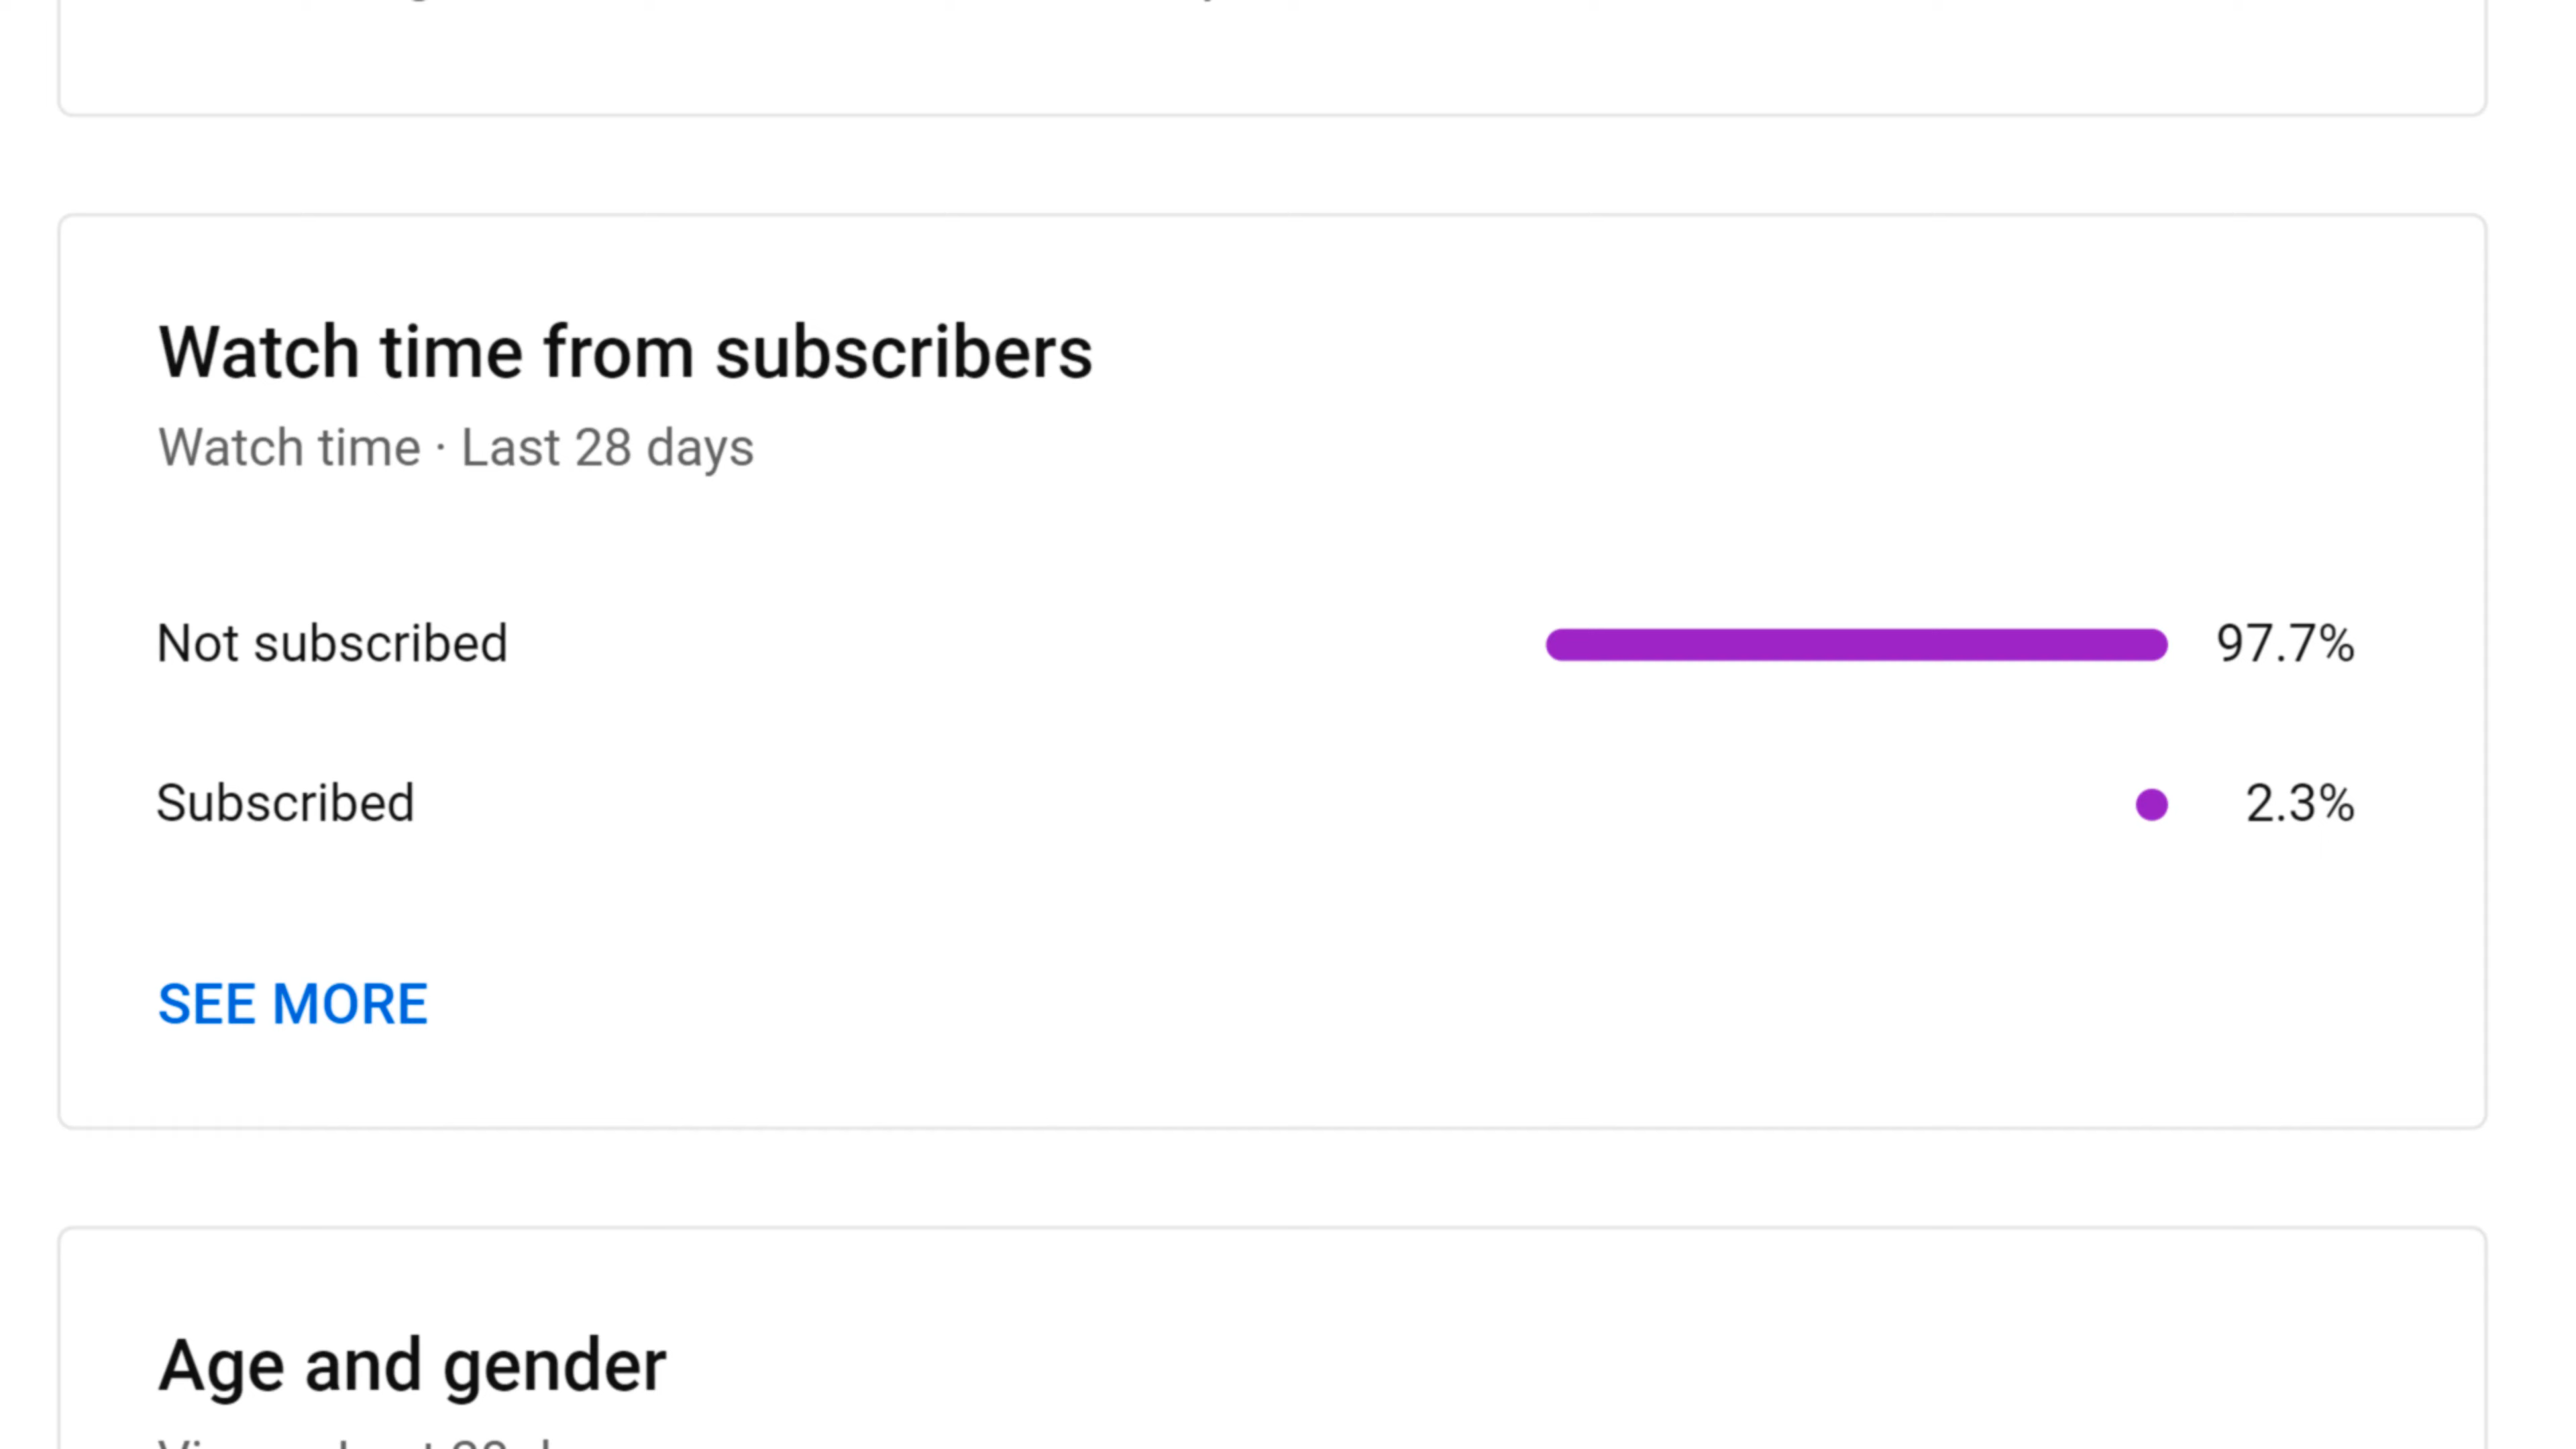 Watch time from subscribers
Watch time · Last 28 days
Not subscribed 97.7%
Subscribed 2.3%
SEE MORE
Age and gender